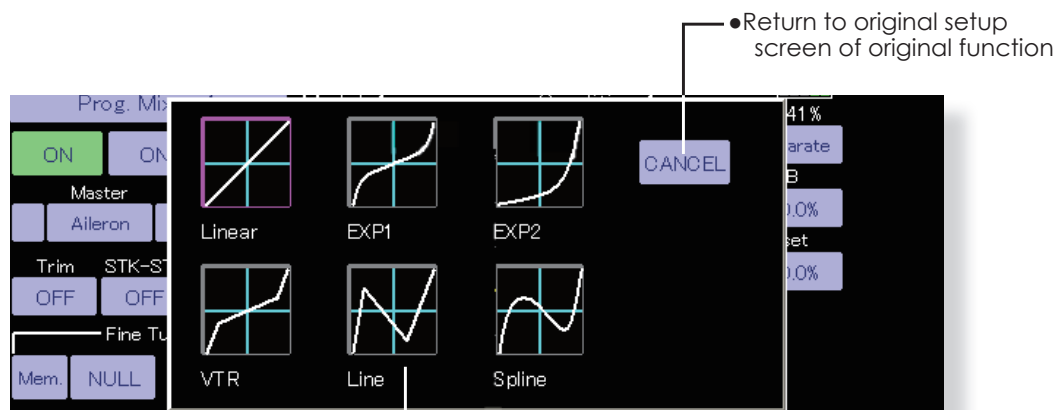 ●Return to original setup
screen of original function
Prog. Mix
41%
ON ON
CANCEL
arate
B
Master
Aileron
Linear EXP1 EXP2
0.0%
set
Trim STK-ST
OFF OFF
0.0%
Fine Tu
Mem. NULL
VTR Line Spline